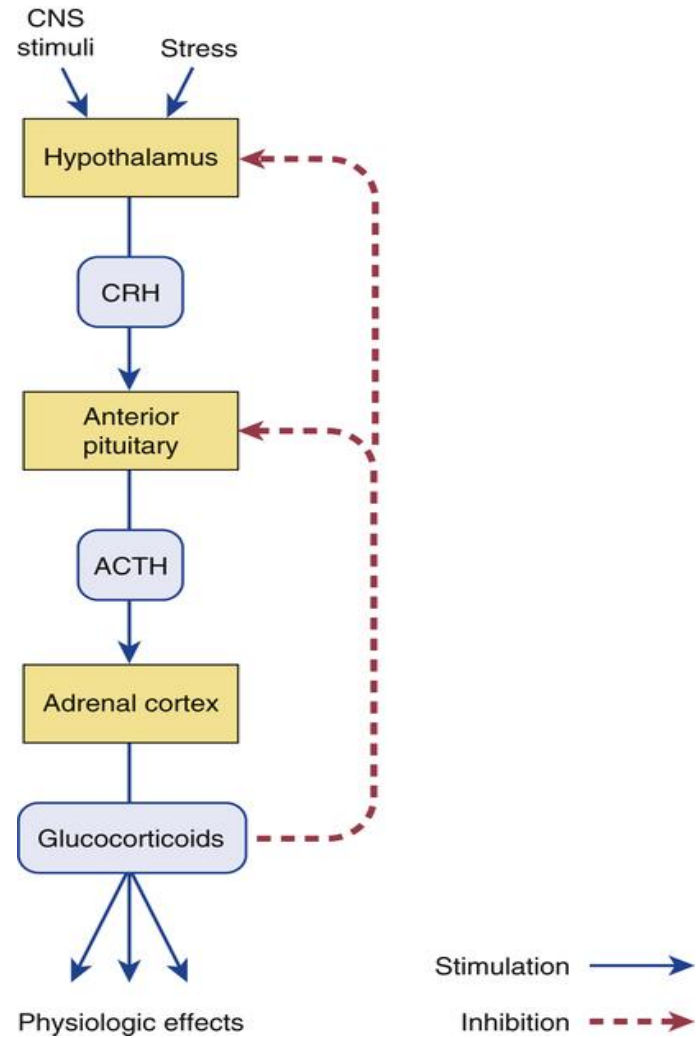 CNS
stimuli
Stress
Hypothalamus
CRH
Anterior
pituitary
ACTH
Adrenal cortex
Glucocorticoids
Physiologic effects
Stimulation
Inhibition